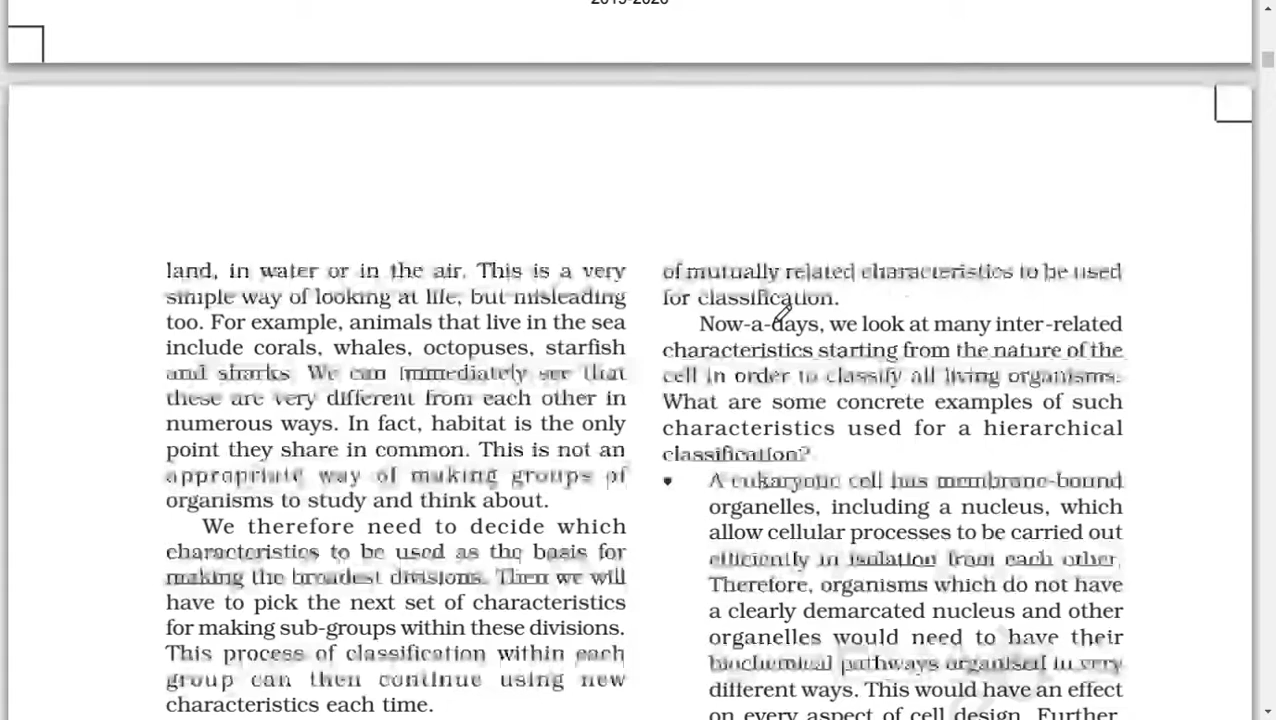 2019-2020
land, in water or in the air. This is a very
simple way of looking at life, but misleading
too. For example, animals that live in the sea
include corals, whales, octopuses, starfish
and sharks. We can immediately see that
these are very different from each other in
numerous ways. In fact, habitat is the only
point they share in common. This is not an
appropriate way of making groups of
organisms to study and think about.
We therefore need to decide which
characteristics to be used as the basis for
making the broadest divisions. Then we will
have to pick the next set of characteristics
for making sub-groups within these divisions.
This process of classification within each
group can then continue using new
characteristics each time.
of mutually related characteristics to be used
for classification.
Now-a-days, we look at many inter-related
characteristics starting from the nature of the
cell in order to classify all living organisms.
What are some concrete examples of such
characteristics used for a hierarchical
classification?
• A eukaryotic cell has membrane-bound
organelles, including a nucleus, which
allow cellular processes to be carried out
efficiently in isolation from each other.
Therefore, organisms which do not have
a clearly demarcated nucleus and other
organelles would need to have their
biochemical pathways organised in very
different ways. This would have an effect
on every aspect of cell design. Further,